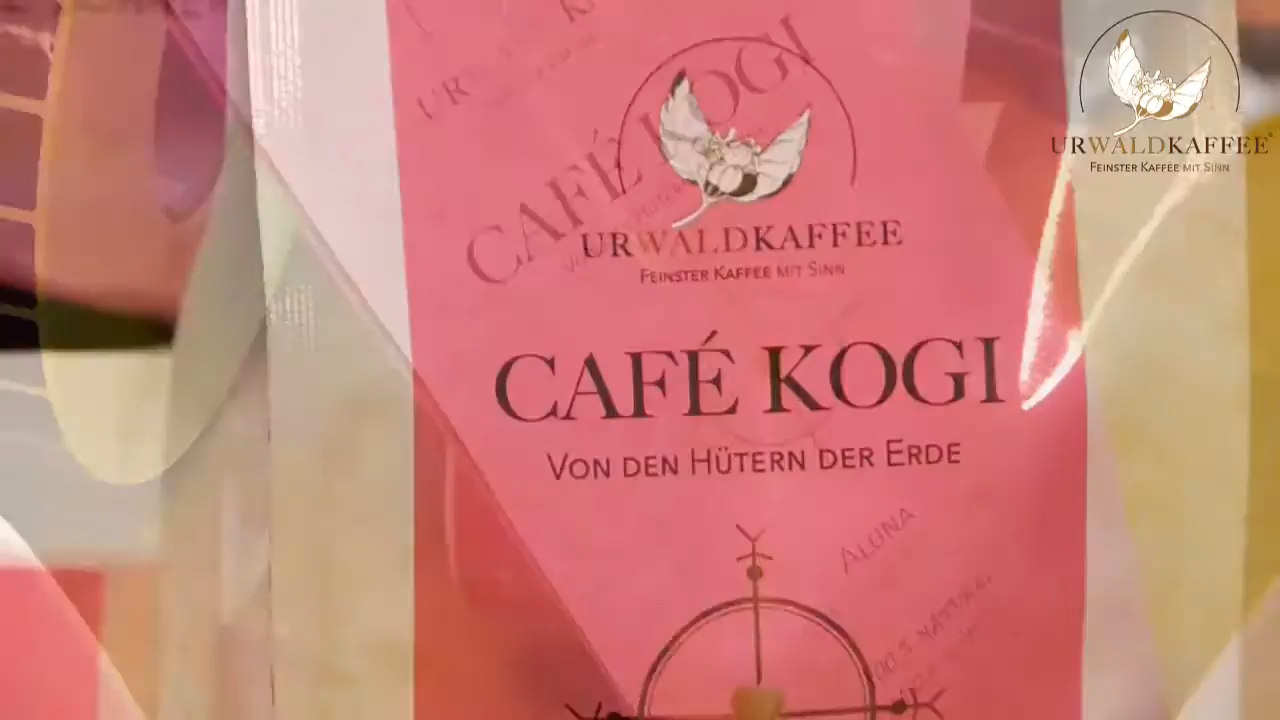 URWALDKAFFEE
FEINSTER KAFFEE MIT SINN
CAFÉ KOGI
URWALDKAFFEE
FEINSTER KAFFEE MIT SINN
CAFÉ KOGI
VON DEN HÜTERN DER ERDE
ALUNA